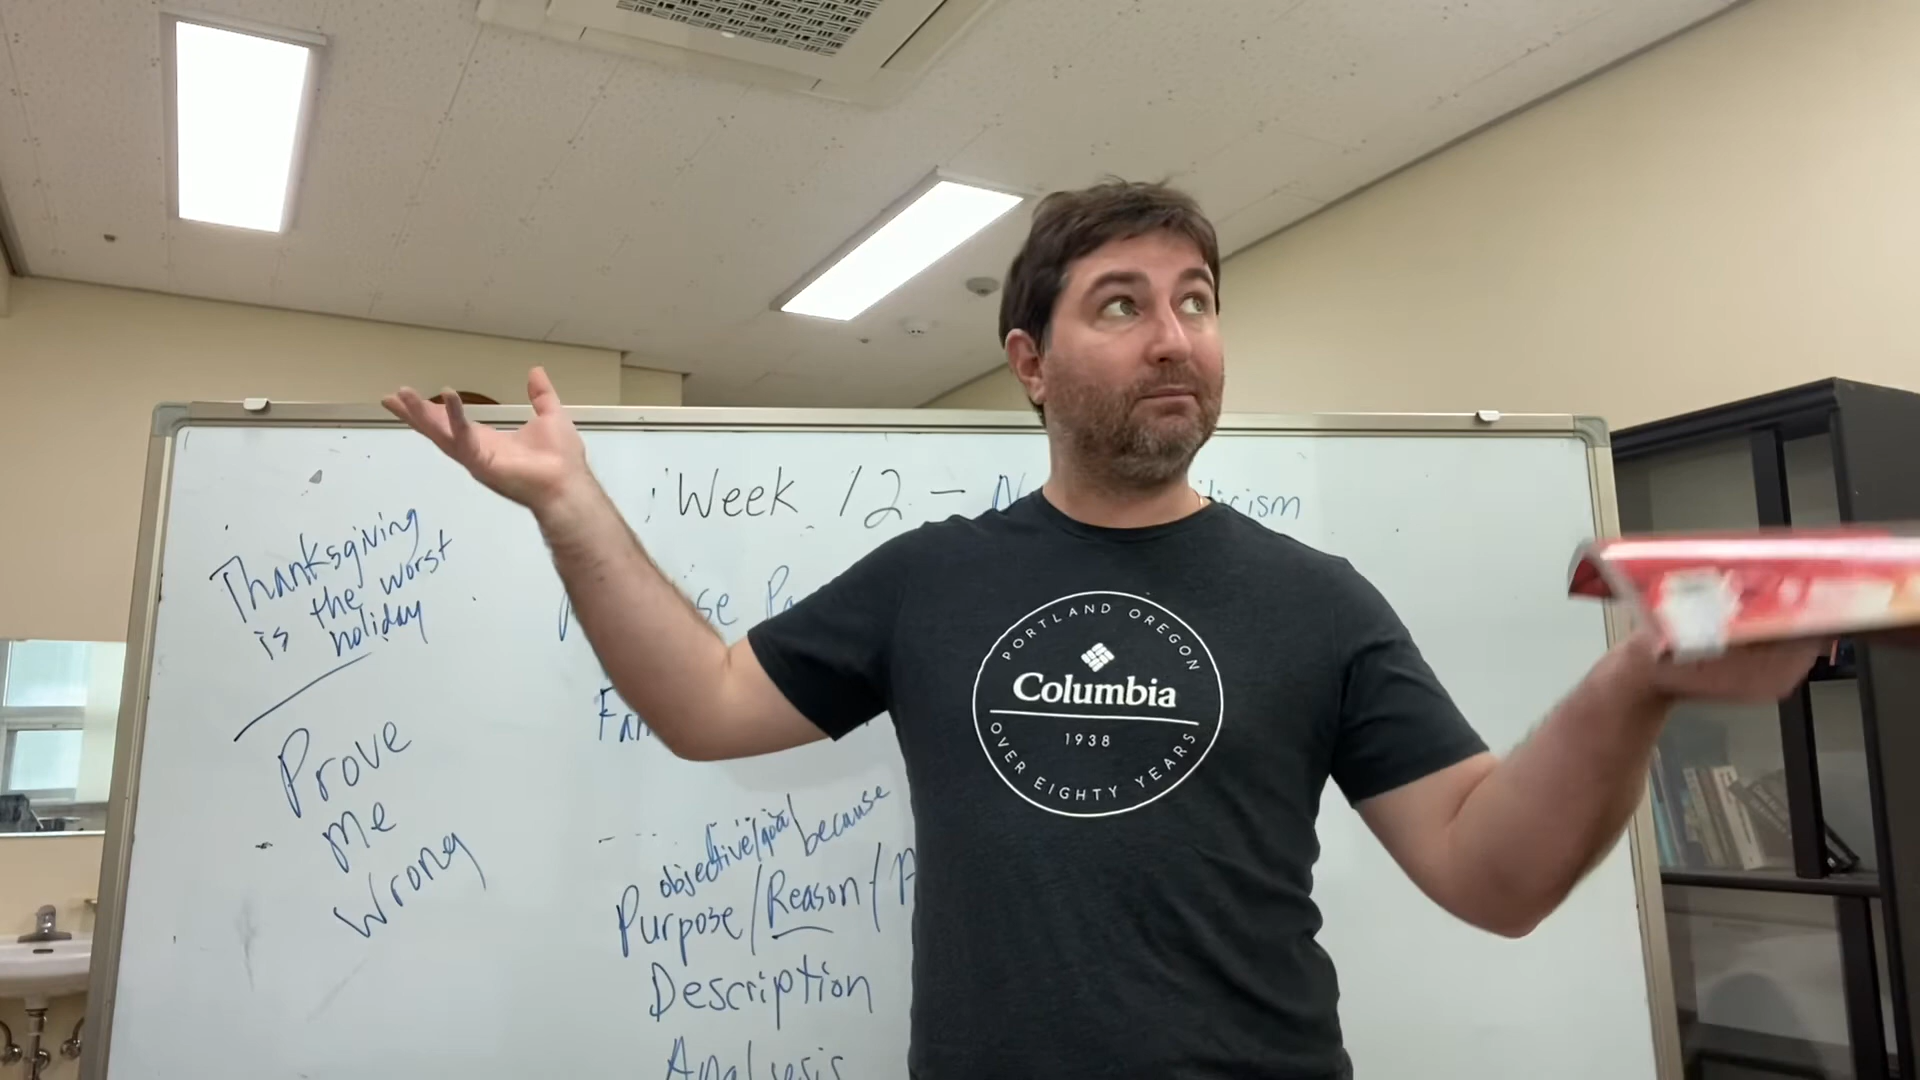 Thanksgiving
is the worst
holiday
Prove
Me
Wrong
Week 12 -
objective/goal because
Purpose/Reason/
Description
PORTLAND OREGON
Columbia
1938
OVER EIGHTY YEARS